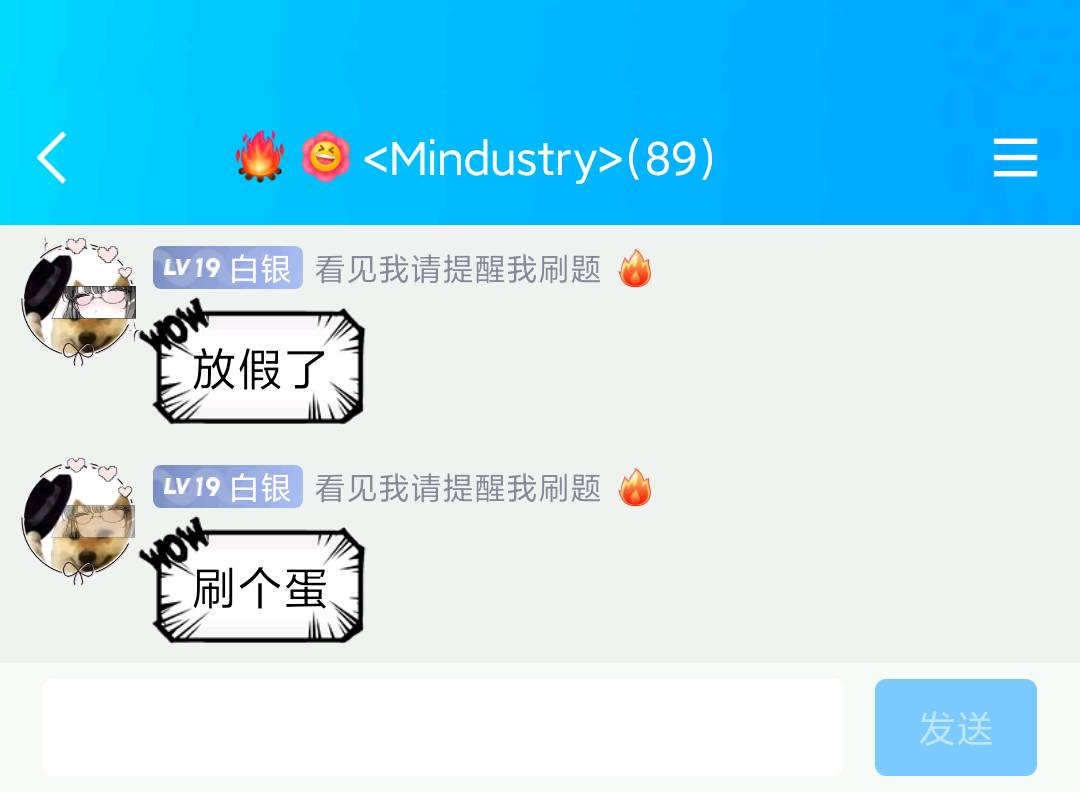 🔥 😆 <Mindustry>(89)
LV19 白银 看见我请提醒我刷题 🔥
WOW
放假了
LV19 白银 看见我请提醒我刷题 🔥
WOW
刷个蛋
发送